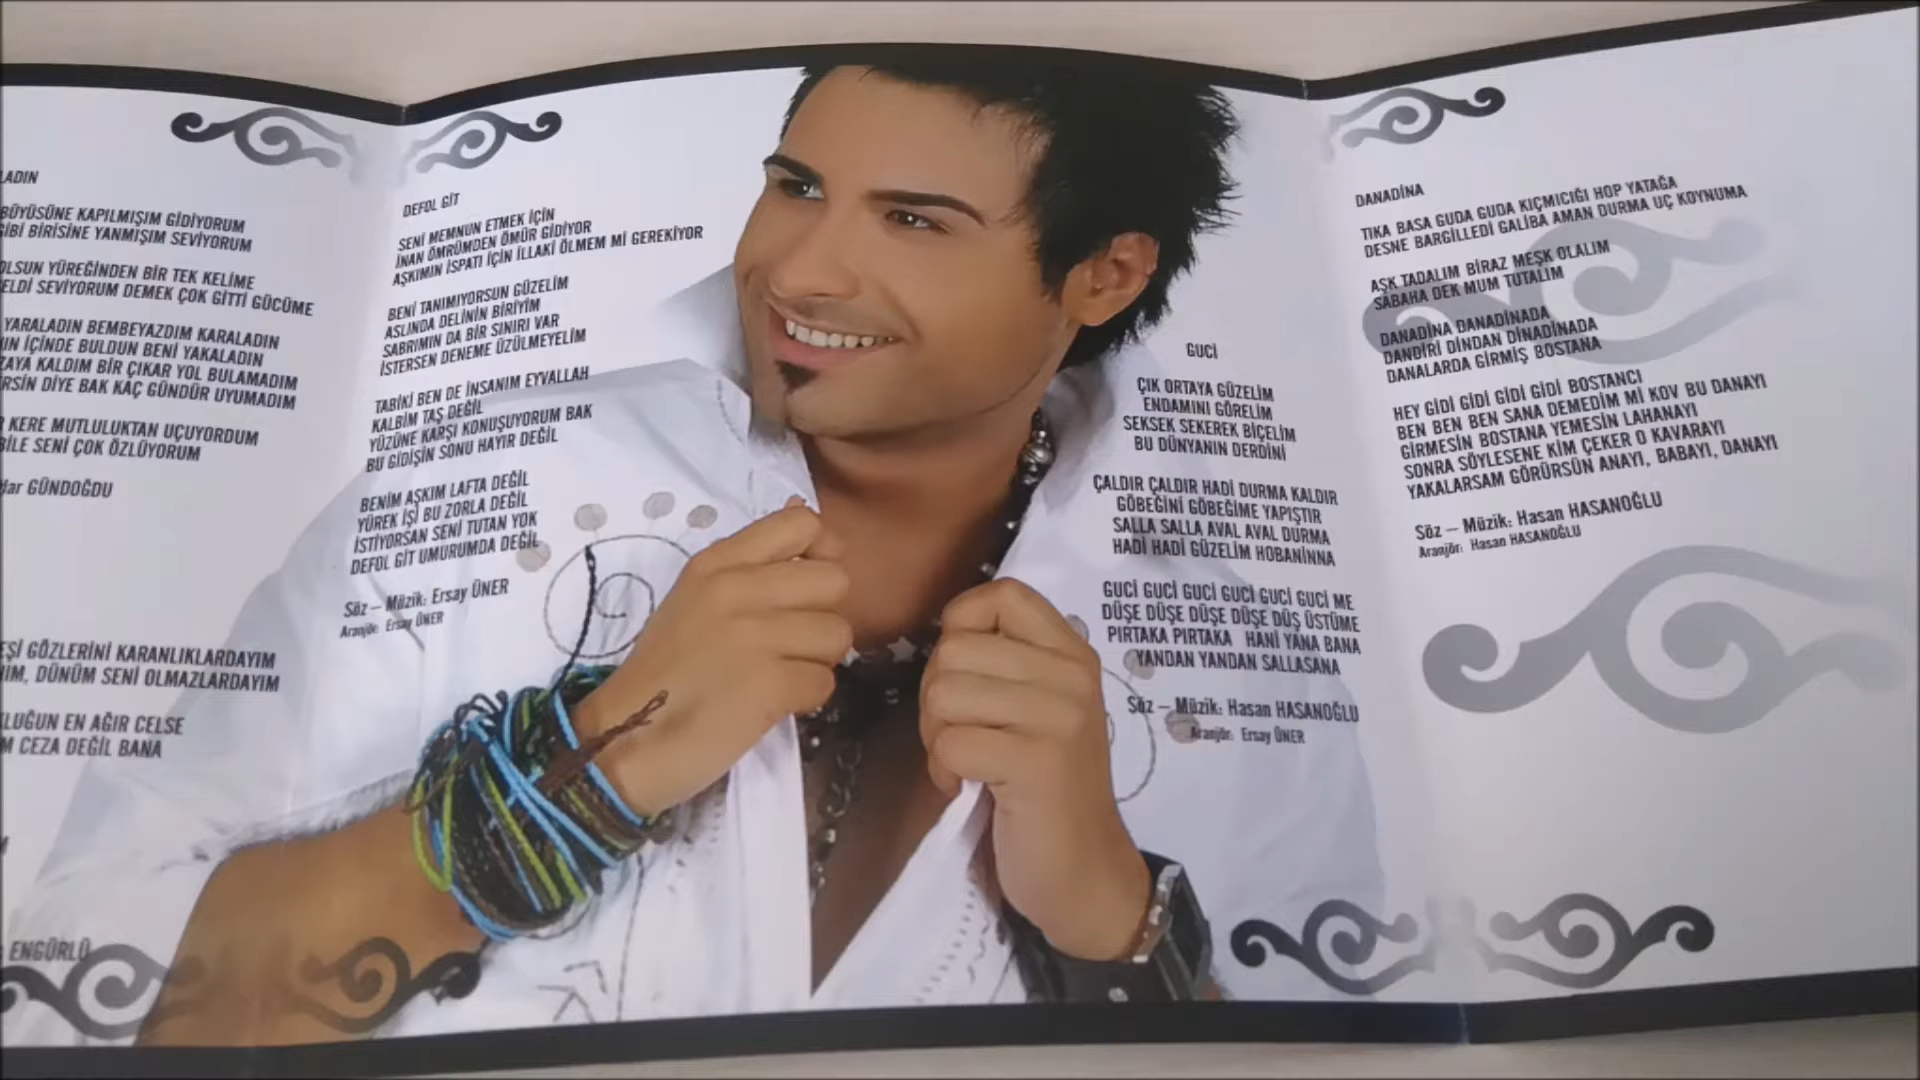 LADIN
BÜYÜSÜNE KAPILMIŞIM GİDİYORUM
GİBİ BİRİSİNE YANMIŞIM SEVİYORUM
OLSUN YÜREĞİNDEN BİR TEK KELİME
ELDİ SEVİYORUM DEMEK ÇOK GİTTİ GÜCÜME
YARALADIN BEMBEYAZDIM KARALADIN
UN İÇİNDE BULDUN BENİ YAKALADIN
ZAYA KALDIM BİR ÇIKAR YOL BULAMADIM
RSİN DİYE BAK KAÇ GÜNDÜR UYUMADIM
R KERE MUTLULUKTAN UÇUYORDUM
BİLE SENİ ÇOK ÖZLÜYORUM
dar GÜNDOĞDU
EŞİ GÖZLERİNİ KARANLIKLARDAYIM
IM, DÜNÜM SENİ OLMAZLARDAYIM
LUĞUN EN AĞIR CELSE
M CEZA DEĞİL BANA
ENGÜRLÜ
DEFOL GİT
SENİ MEMNUN ETMEK İÇİN
İNAN ÖMRÜMDEN ÖMÜR GİDİYOR
AŞKIMIN İSPATI İÇİN İLLAKİ ÖLMEM Mİ GEREKİYOR
BENİ TANIMIYORSUN GÜZELİM
ASLINDA DELİNİN BİRİYİM
SABRIMIN DA BİR SINIRI VAR
İSTERSEN DENEME ÜZÜLMEYELİM
TABİKİ BEN DE İNSANIM EYVALLAH
KALBİM TAŞ DEĞİL
YÜZÜNE KARŞI KONUŞUYORUM BAK
BU GİDİŞİN SONU HAYIR DEĞİL
BENİM AŞKIM LAFTA DEĞİL
YÜREK İŞİ BU ZORLA DEĞİL
İSTİYORSAN SENİ TUTAN YOK
DEFOL GİT UMURUMDA DEĞİL
Söz – Müzik: Ersay ÜNER
Aranjör: Ersay ÜNER
GUCİ
ÇIK ORTAYA GÜZELİM
ENDAMINI GÖRELİM
SEKSEK SEKEREK BİÇELİM
BU DÜNYANIN DERDİNİ
ÇALDIR ÇALDIR HADİ DURMA KALDIR
GÖBEĞİNİ GÖBEĞİME YAPIŞTIR
SALLA SALLA AVAL AVAL DURMA
HADİ HADİ GÜZELİM HOBANİNNA
GUCİ GUCİ GUCİ GUCİ GUCİ GUCİ ME
DÜŞE DÜŞE DÜŞE DÜŞE DÜŞ ÜSTÜME
PIRTAKA PIRTAKA HANİ YANA BANA
YANDAN YANDAN SALLASANA
Söz – Müzik: Hasan HASANOĞLU
Aranjör: Ersay ÜNER
DANADİNA
TIKA BASA GUDA GUDA KIÇMICIĞI HOP YATAĞA
DESNE BARGİLLEDİ GALİBA AMAN DURMA UÇ KOYNUMA
AŞK TADALIM BİRAZ MEŞK OLALIM
SABAHA DEK MUM TUTALIM
DANADİNA DANADİNADA
DANDİRİ DİNDAN DİNADİNADA
DANALARDA GİRMİŞ BOSTANA
HEY GİDİ GİDİ GİDİ GİDİ BOSTANCI
BEN BEN BEN SANA DEMEDİM Mİ KOV BU DANAYI
GİRMESİN BOSTANA YEMESİN LAHANAYI
SONRA SÖYLESENE KİM ÇEKER O KAVARAYI
YAKALARSAM GÖRÜRSÜN ANAYI, BABAYI, DANAYI
Söz – Müzik: Hasan HASANOĞLU
Aranjör: Hasan HASANOĞLU